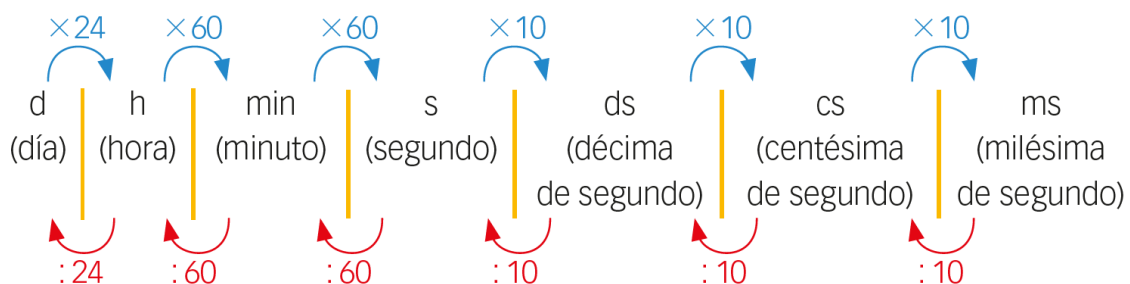 ×24 ×60 ×60 ×10 ×10 ×10
d h min s ds cs ms
(día) (hora) (minuto) (segundo) (décima (centésima (milésima
de segundo) de segundo) de segundo)
:24 :60 :60 :10 :10 :10